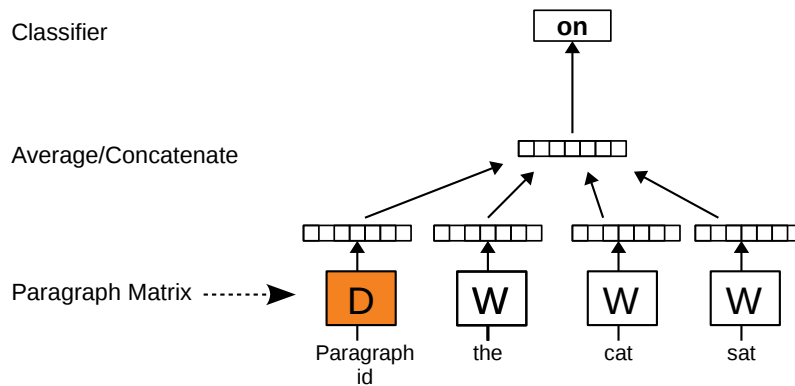 Classifier
on
Average/Concatenate
Paragraph Matrix
D
W
W
W
Paragraph
id
the
cat
sat